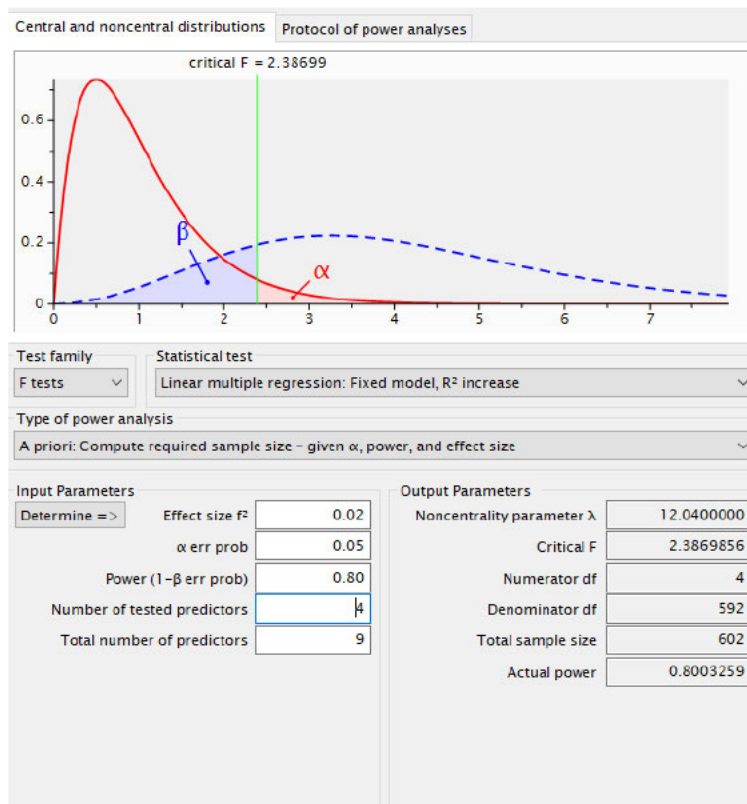 Central and noncentral distributions Protocol of power analyses
critical F = 2.38699
0.6
0.4
0.2
0
β
α
0 1 2 3 4 5 6 7
Test family Statistical test
F tests Linear multiple regression: Fixed model, R² increase
Type of power analysis
A priori: Compute required sample size – given α, power, and effect size
Input Parameters
Determine => Effect size f² 0.02
α err prob 0.05
Power (1-β err prob) 0.80
Number of tested predictors 4
Total number of predictors 9
Output Parameters
Noncentrality parameter λ 12.0400000
Critical F 2.3869856
Numerator df 4
Denominator df 592
Total sample size 602
Actual power 0.8003259